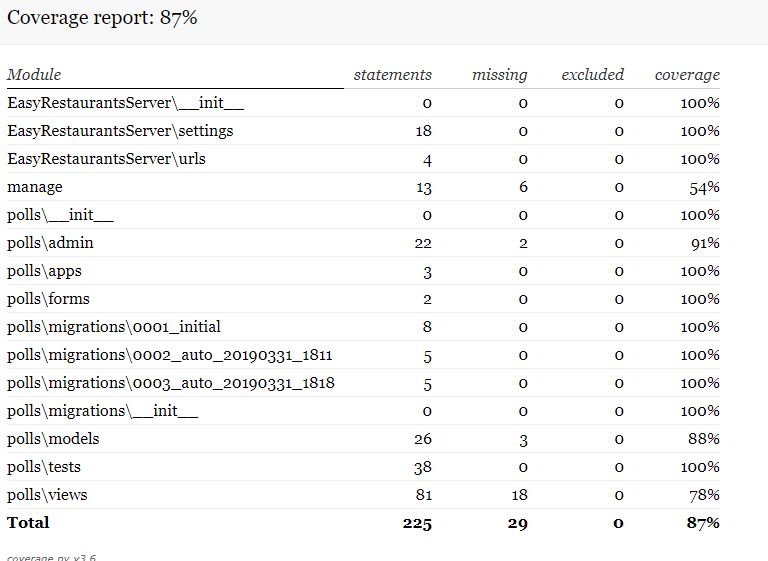 Coverage report: 87%
Module statements missing excluded coverage
EasyRestaurantsServer\__init__ 0 0 0 100%
EasyRestaurantsServer\settings 18 0 0 100%
EasyRestaurantsServer\urls 4 0 0 100%
manage 13 6 0 54%
polls\__init__ 0 0 0 100%
polls\admin 22 2 0 91%
polls\apps 3 0 0 100%
polls\forms 2 0 0 100%
polls\migrations\0001_initial 8 0 0 100%
polls\migrations\0002_auto_20190331_1811 5 0 0 100%
polls\migrations\0003_auto_20190331_1818 5 0 0 100%
polls\migrations\__init__ 0 0 0 100%
polls\models 26 3 0 88%
polls\tests 38 0 0 100%
polls\views 81 18 0 78%
Total 225 29 0 87%
coverage.py v3.6